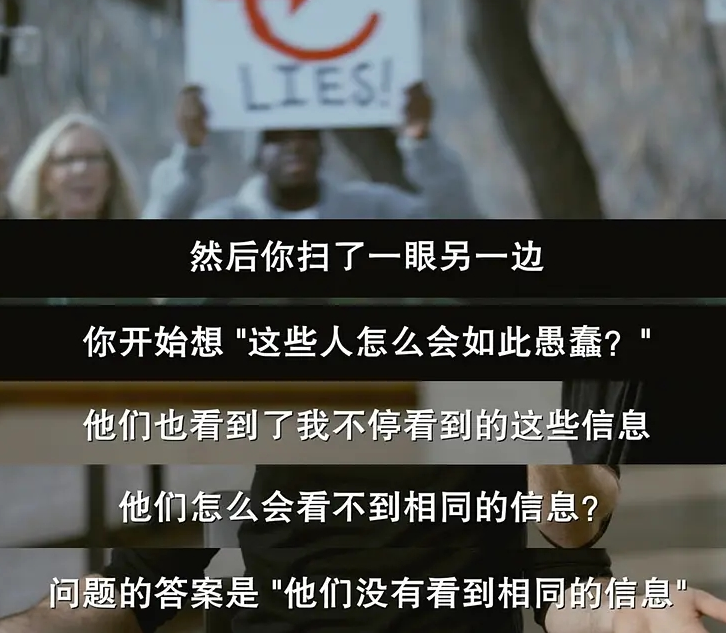 LIES!
然后你扫了一眼另一边
你开始想 "这些人怎么会如此愚蠢？"
他们也看到了我不停看到的这些信息
他们怎么会看不到相同的信息？
问题的答案是 "他们没有看到相同的信息"